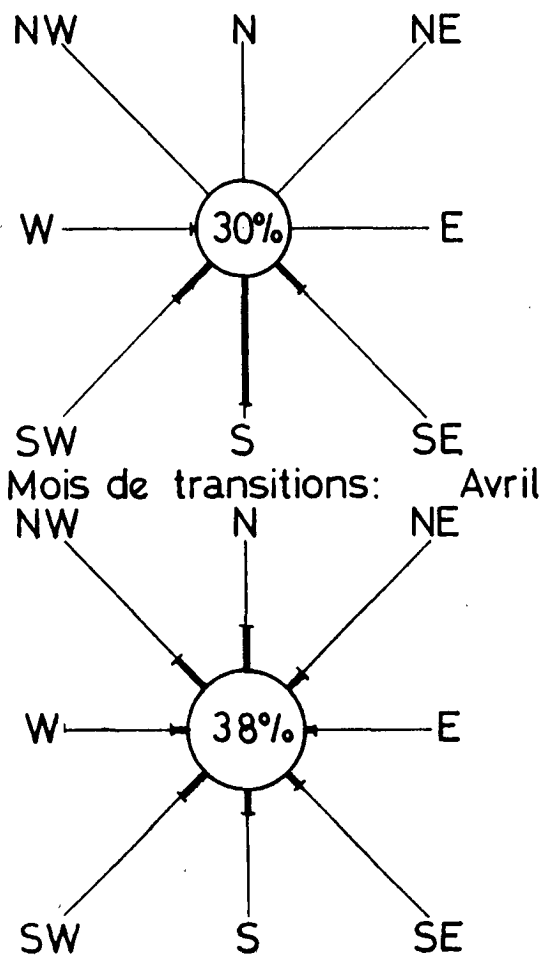 NW N NE
W 30% E
SW S SE
Mois de transitions: Avril
NW N NE
W 38% E
SW S SE